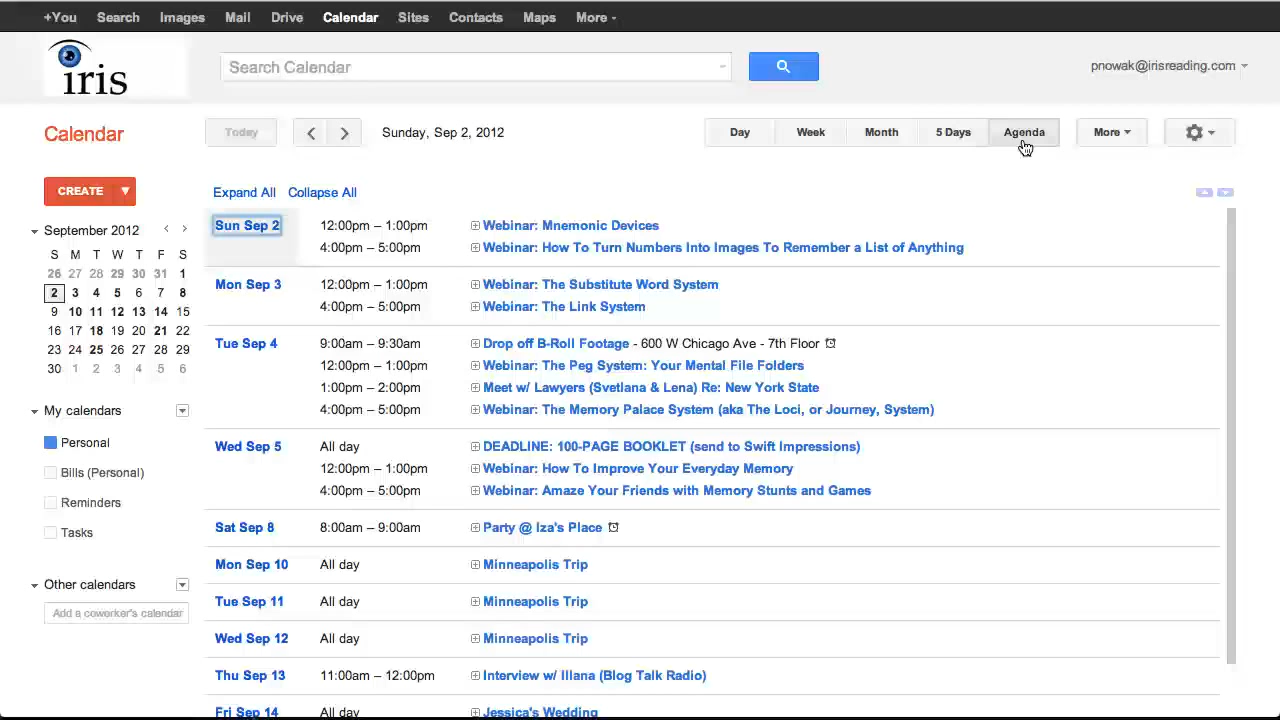 +You Search Images Mail Drive Calendar Sites Contacts Maps More
iris
Search Calendar
pnowak@irisreading.com
Calendar
Today
Sunday, Sep 2, 2012
Day Week Month 5 Days Agenda More
CREATE
September 2012
S M T W T F S
26 27 28 29 30 31 1
2 3 4 5 6 7 8
9 10 11 12 13 14 15
16 17 18 19 20 21 22
23 24 25 26 27 28 29
30 1 2 3 4 5 6
My calendars
Personal
Bills (Personal)
Reminders
Tasks
Other calendars
Add a coworker's calendar
Expand All Collapse All
Sun Sep 2 12:00pm – 1:00pm Webinar: Mnemonic Devices
4:00pm – 5:00pm Webinar: How To Turn Numbers Into Images To Remember a List of Anything
Mon Sep 3 12:00pm – 1:00pm Webinar: The Substitute Word System
4:00pm – 5:00pm Webinar: The Link System
Tue Sep 4 9:00am – 9:30am Drop off B-Roll Footage - 600 W Chicago Ave - 7th Floor
12:00pm – 1:00pm Webinar: The Peg System: Your Mental File Folders
1:00pm – 2:00pm Meet w/ Lawyers (Svetlana & Lena) Re: New York State
4:00pm – 5:00pm Webinar: The Memory Palace System (aka The Loci, or Journey, System)
Wed Sep 5 All day DEADLINE: 100-PAGE BOOKLET (send to Swift Impressions)
12:00pm – 1:00pm Webinar: How To Improve Your Everyday Memory
4:00pm – 5:00pm Webinar: Amaze Your Friends with Memory Stunts and Games
Sat Sep 8 8:00am – 9:00am Party @ Iza's Place
Mon Sep 10 All day Minneapolis Trip
Tue Sep 11 All day Minneapolis Trip
Wed Sep 12 All day Minneapolis Trip
Thu Sep 13 11:00am – 12:00pm Interview w/ Illana (Blog Talk Radio)
Fri Sep 14 All day Jessica's Wedding